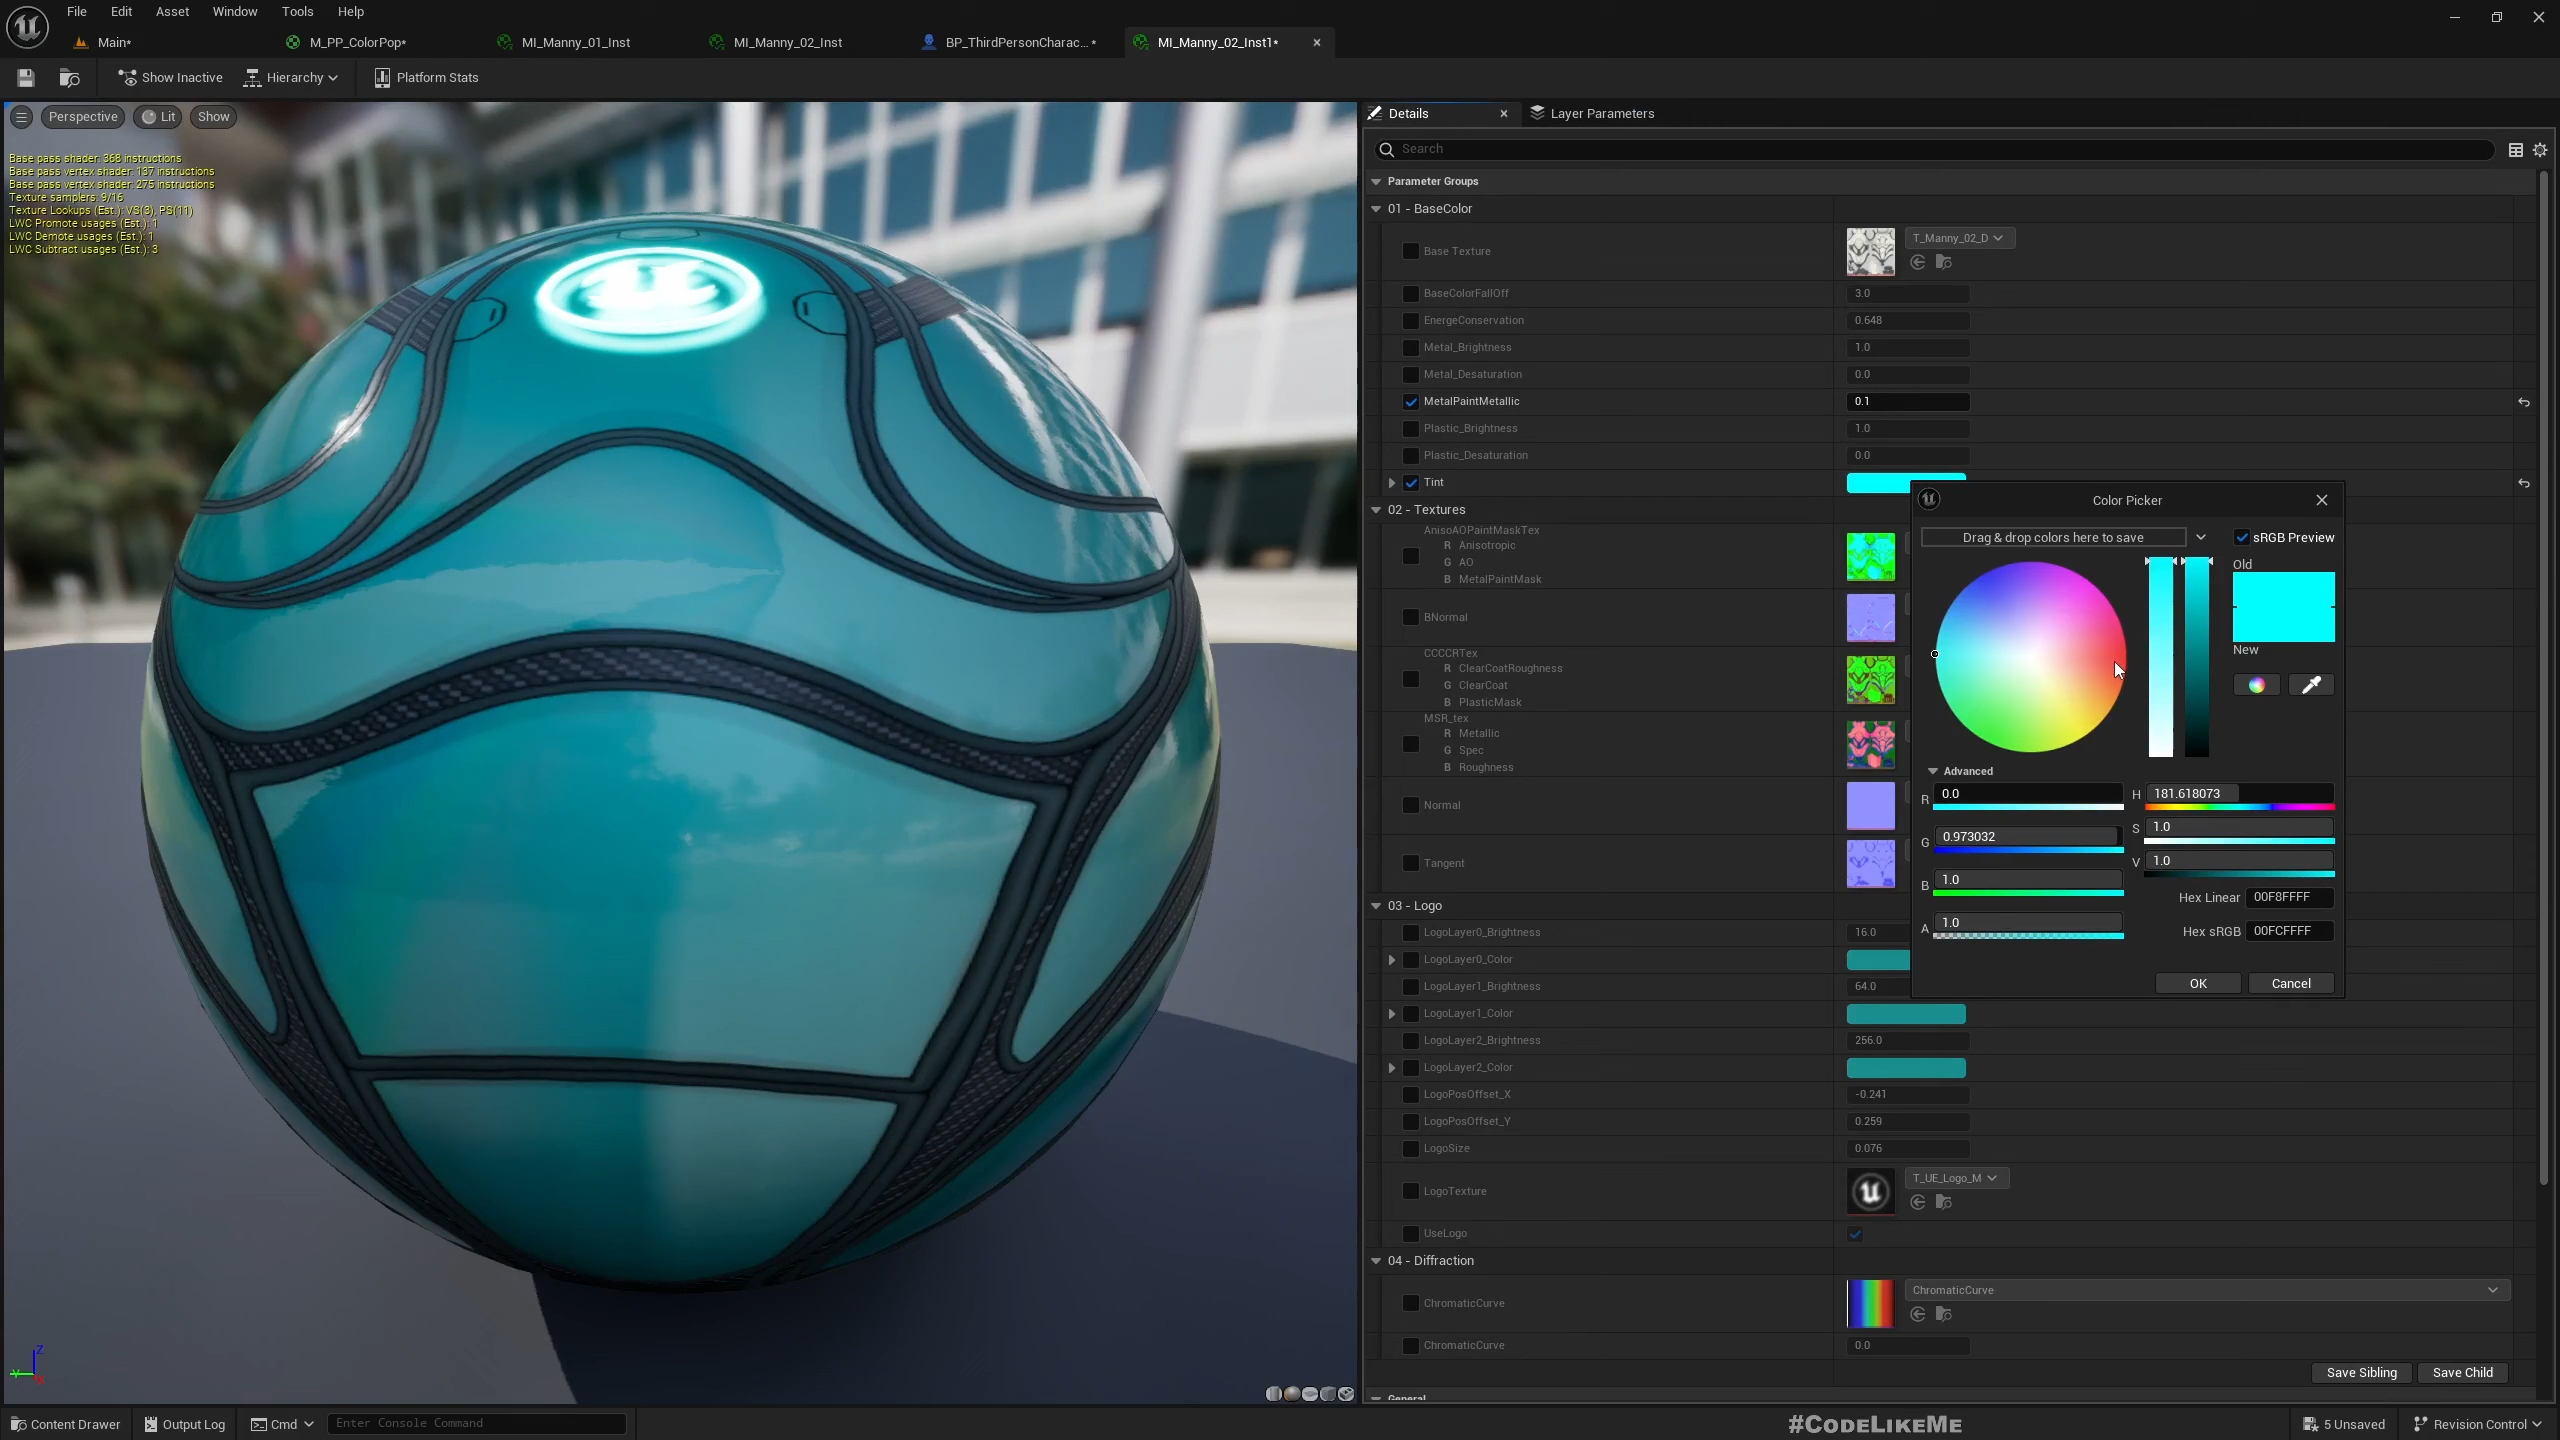 File Edit Asset Window Tools Help
Main* M_PP_ColorPop* MI_Manny_01_Inst MI_Manny_02_Inst BP_ThirdPersonCharac...* MI_Manny_02_Inst1*
Show Inactive Hierarchy Platform Stats
Perspective Lit Show
Base pass shader: 368 instructions
Base pass vertex shader: 137 instructions
Base pass vertex shader: 275 instructions
Texture samplers: 9/16
Texture Lookups (Est.): VS(3), PS(11)
LWC Promote usages (Est.): 1
LWC Demote usages (Est.): 1
LWC Subtract usages (Est.): 3
Details Layer Parameters
Search
Parameter Groups
01 - BaseColor
Base Texture T_Manny_02_D
BaseColorFallOff 3.0
EnergeConservation 0.648
Metal_Brightness 1.0
Metal_Desaturation 0.0
MetalPaintMetallic 0.1
Plastic_Brightness 1.0
Plastic_Desaturation 0.0
Tint
02 - Textures
AnisoAOPaintMaskTex
R Anisotropic
G AO
B MetalPaintMask
BNormal
CCCCRTex
R ClearCoatRoughness
G ClearCoat
B PlasticMask
MSR_tex
R Metallic
G Spec
B Roughness
Normal
Tangent
03 - Logo
LogoLayer0_Brightness 16.0
LogoLayer0_Color
LogoLayer1_Brightness 64.0
LogoLayer1_Color
LogoLayer2_Brightness 256.0
LogoLayer2_Color
LogoPosOffset_X -0.241
LogoPosOffset_Y 0.259
LogoSize 0.076
LogoTexture T_UE_Logo_M
UseLogo
04 - Diffraction
ChromaticCurve ChromaticCurve
ChromaticCurve 0.0
Save Sibling Save Child
General
Color Picker
Drag & drop colors here to save sRGB Preview
Old
New
Advanced
R 0.0 H 181.618073
G 0.973032 S 1.0
B 1.0 V 1.0
A 1.0 Hex Linear 00F8FFFF
Hex sRGB 00FCFFFF
OK Cancel
Content Drawer Output Log Cmd Enter Console Command #CodeLikeMe 5 Unsaved Revision Control